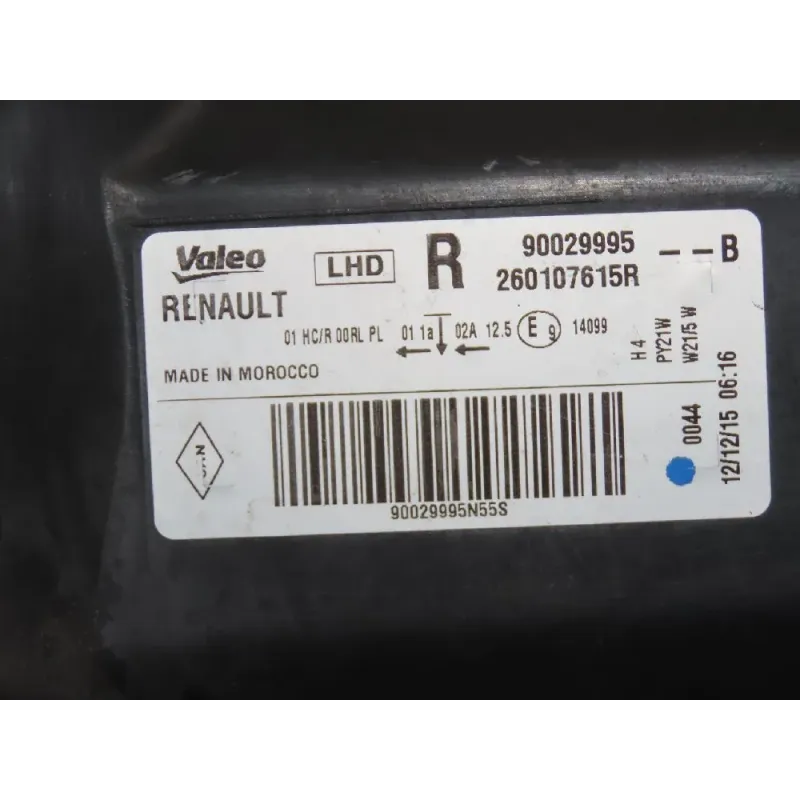 Valeo LHD R 90029995 --B
RENAULT 260107615R
01 HC/R 00RL PL 01 1a 02A 12.5 E9 14099
MADE IN MOROCCO
H4
PY21W
W21/5W
0044
12/12/15 06:16
90029995N55S